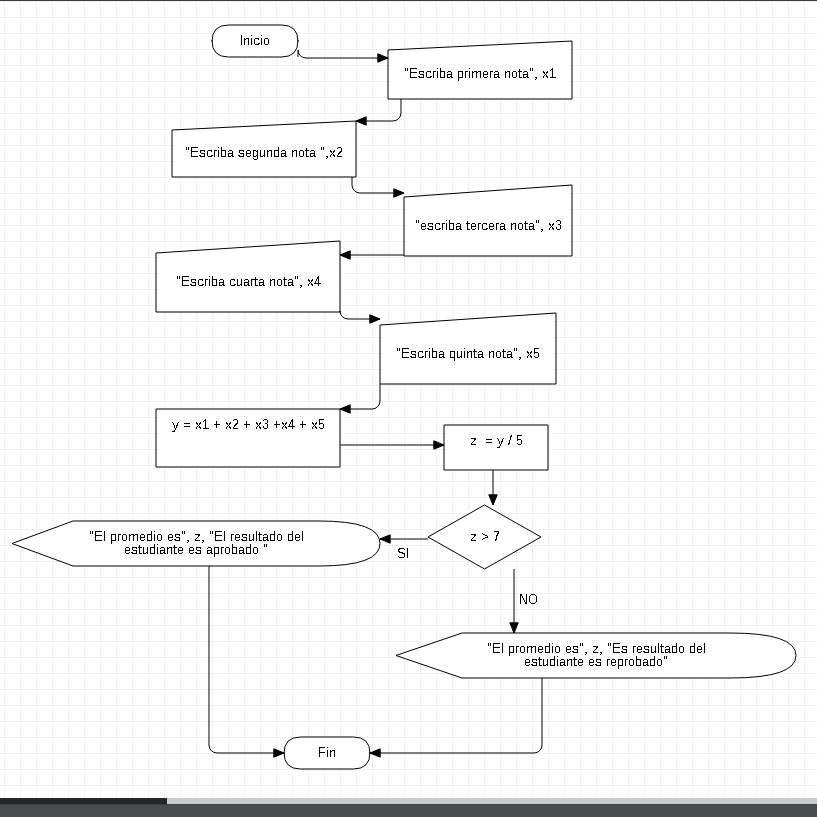 Inicio
"Escriba primera nota", x1
"Escriba segunda nota ",x2
"escriba tercera nota", x3
"Escriba cuarta nota", x4
"Escriba quinta nota", x5
y = x1 + x2 + x3 +x4 + x5
z = y / 5
z > 7
SI
"El promedio es", z, "El resultado del
estudiante es aprobado "
NO
"El promedio es", z, "Es resultado del
estudiante es reprobado"
Fin